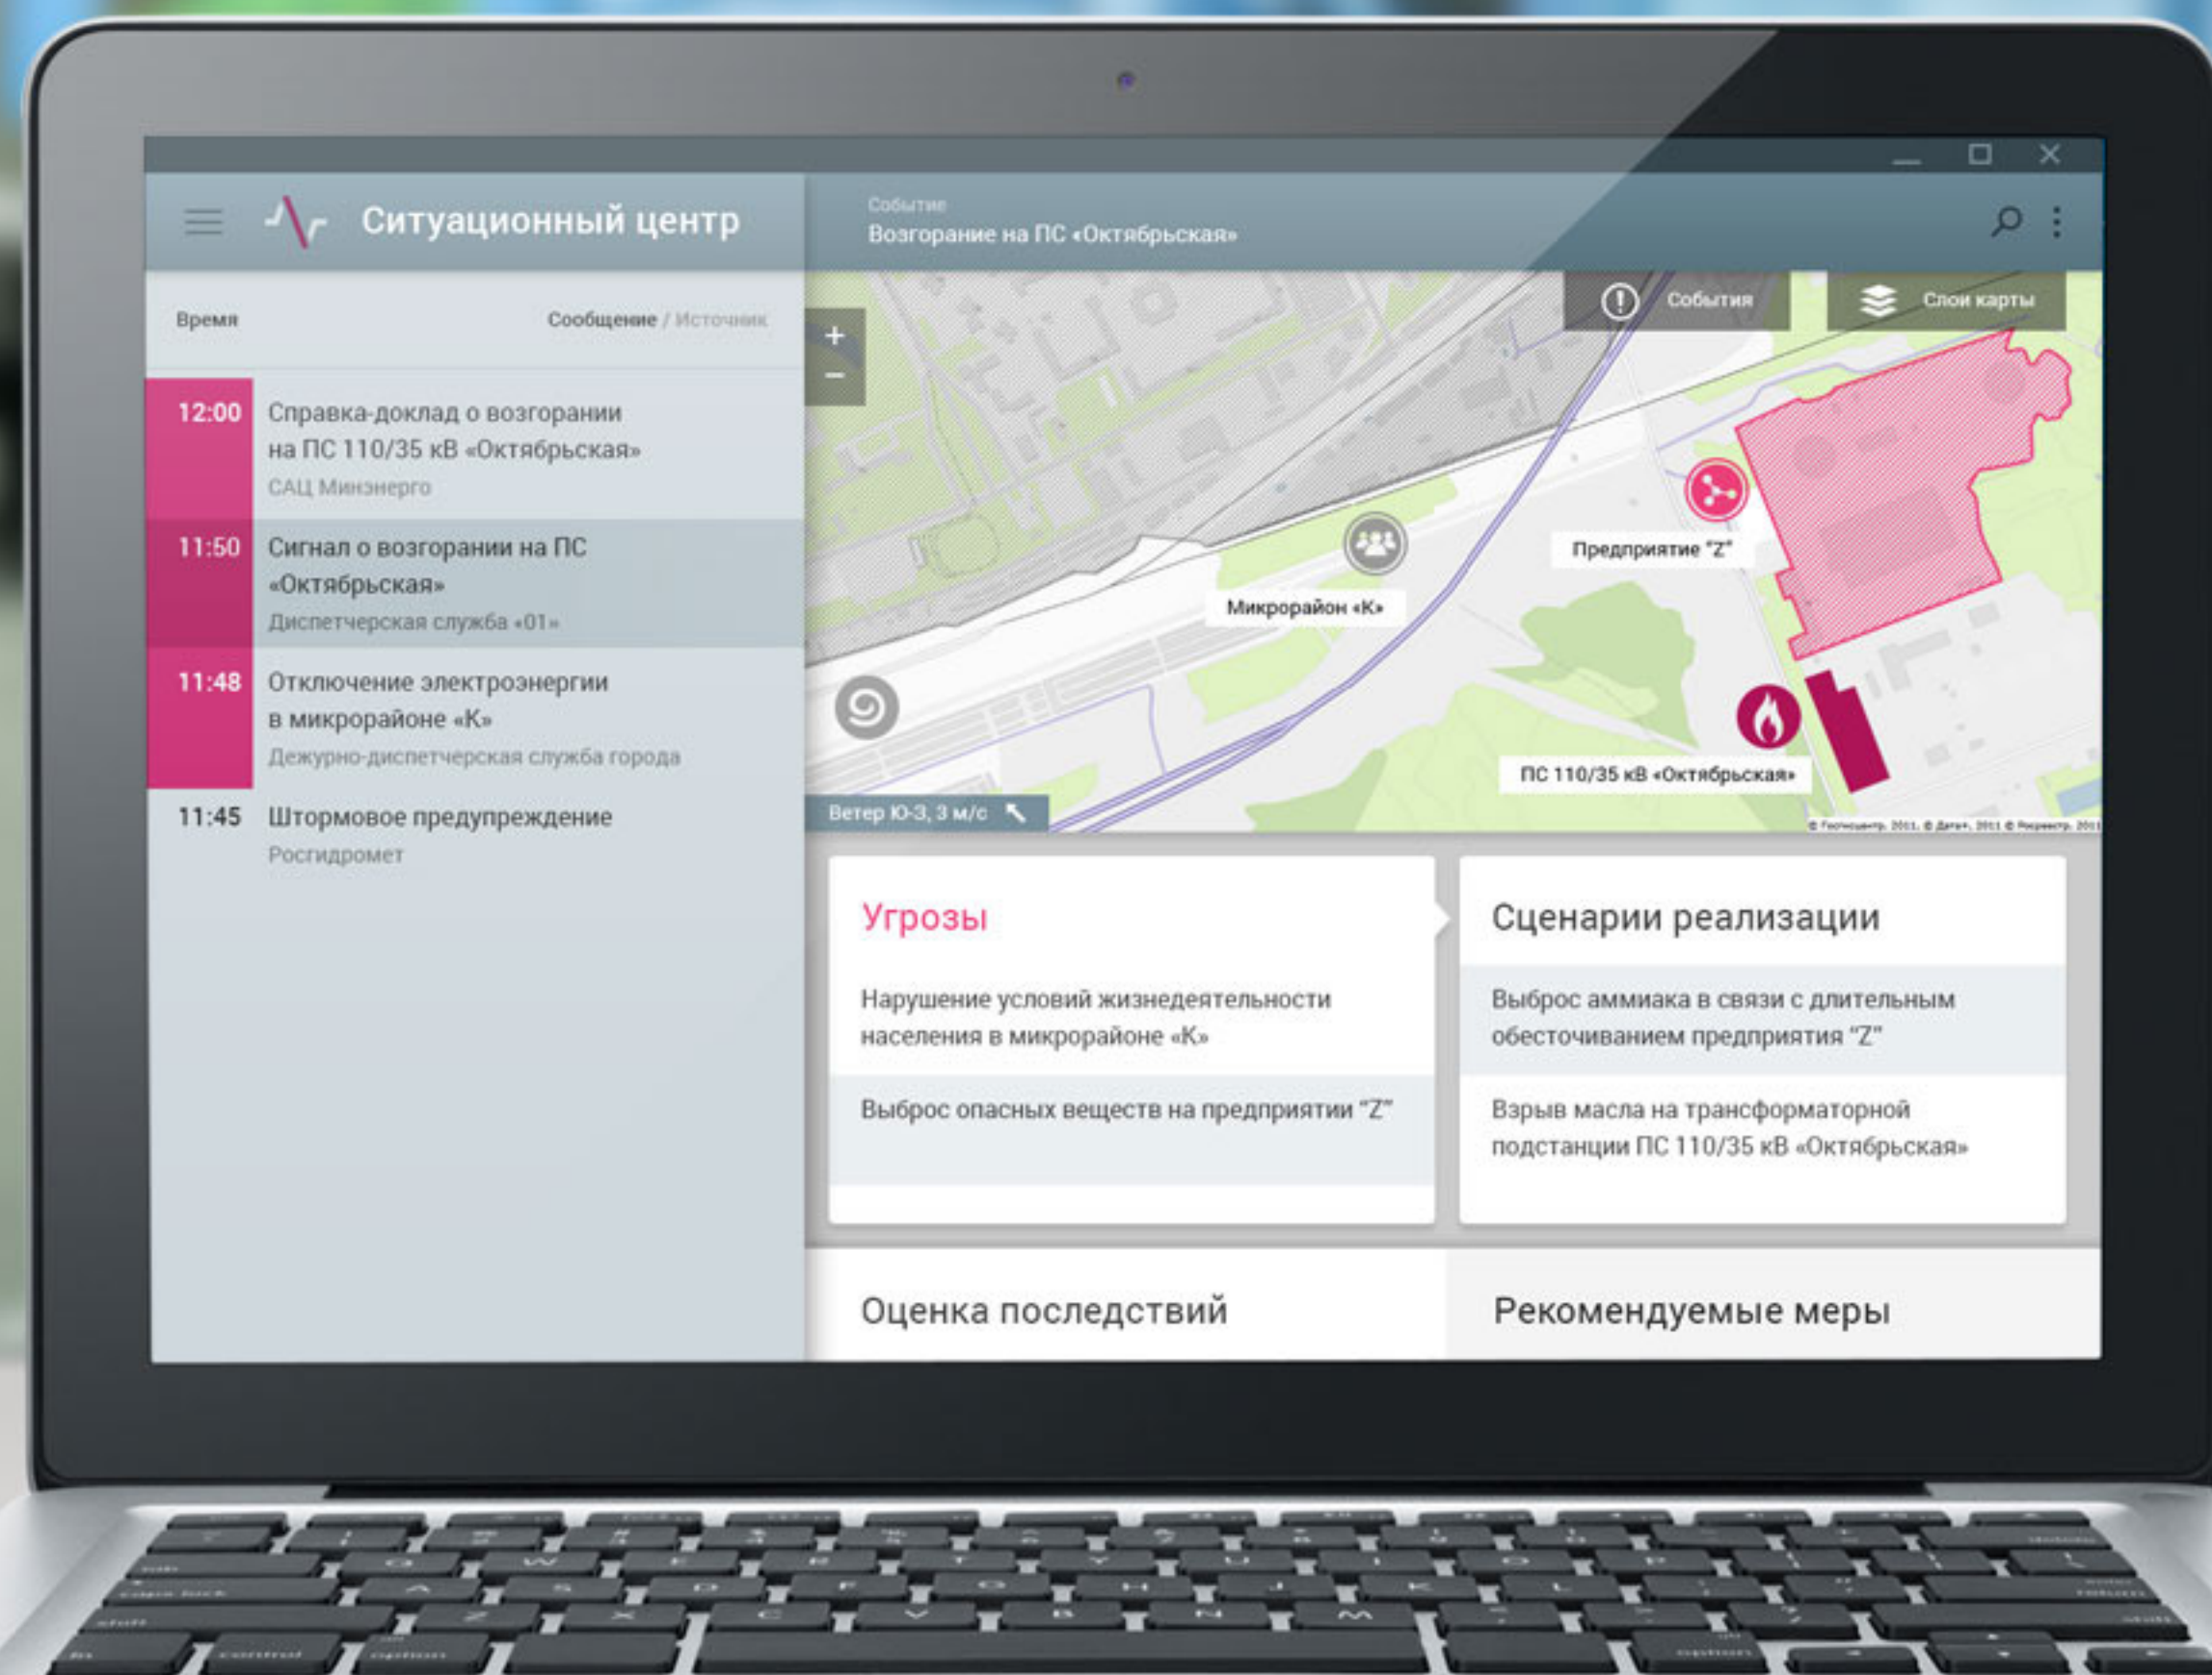 Ситуационный центр
Событие
Возгорание на ПС «Октябрьская»
Время
Сообщение / Источник
12:00
Справка-доклад о возгорании
на ПС 110/35 кВ «Октябрьская»
САЦ Минэнерго
11:50
Сигнал о возгорании на ПС
«Октябрьская»
Диспетчерская служба «01»
11:48
Отключение электроэнергии
в микрорайоне «К»
Дежурно-диспетчерская служба города
11:45
Штормовое предупреждение
Росгидромет
+
−
События
Слои карты
Предприятие "Z"
Микрорайон «К»
ПС 110/35 кВ «Октябрьская»
Ветер Ю-З, 3 м/с
Угрозы
Нарушение условий жизнедеятельности
населения в микрорайоне «К»
Выброс опасных веществ на предприятии “Z”
Сценарии реализации
Выброс аммиака в связи с длительным
обесточиванием предприятия “Z”
Взрыв масла на трансформаторной
подстанции ПС 110/35 кВ «Октябрьская»
Оценка последствий
Рекомендуемые меры
Q W E R T Y U I O P
A S D F G H J K L
Z X C V B N M
control
option
option